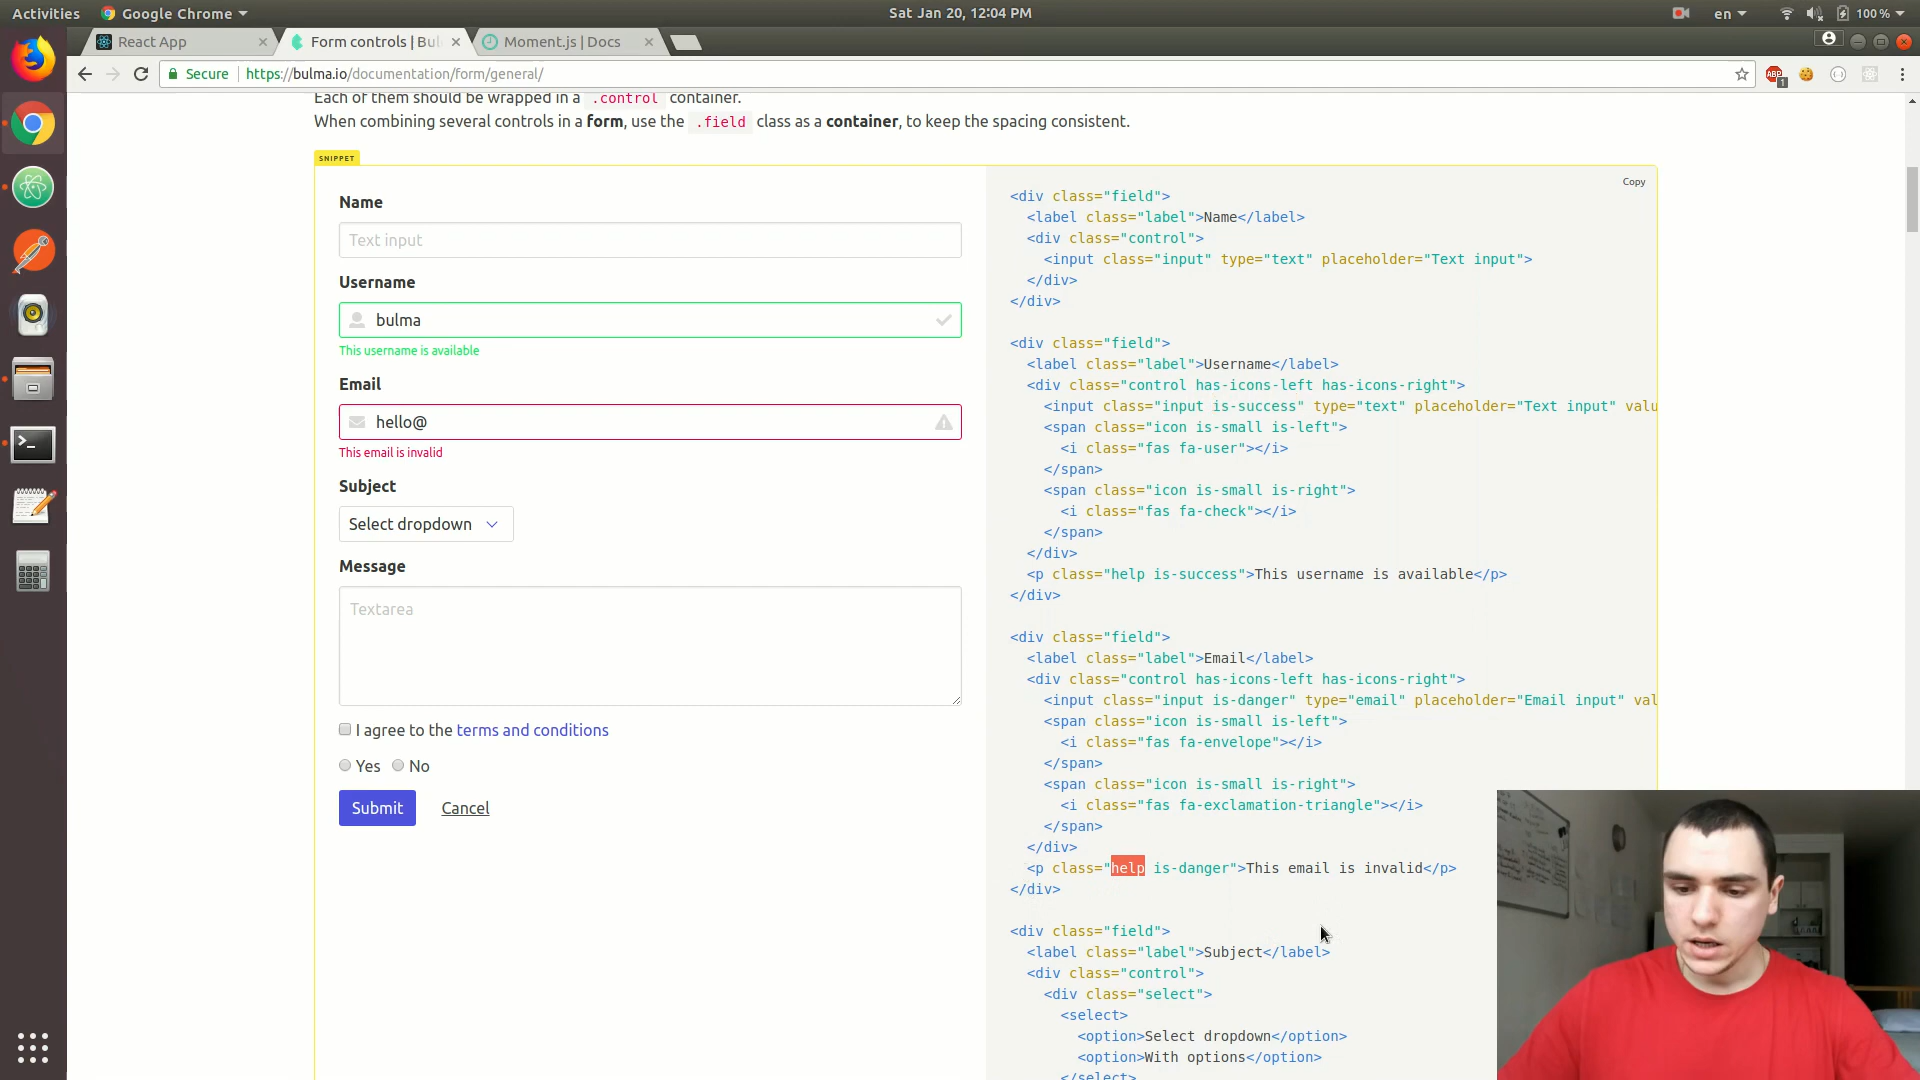 Activities
Google Chrome
Sat Jan 20, 12:04 PM
en
100 %
React App
Form controls | Bul
Moment.js | Docs
Secure
https://bulma.io/documentation/form/general/
ABP
1
Each of them should be wrapped in a .control container.
When combining several controls in a form, use the .field class as a container, to keep the spacing consistent.
SNIPPET
Name
Text input
Username
bulma
This username is available
Email
hello@
This email is invalid
Subject
Select dropdown
Message
Textarea
I agree to the terms and conditions
Yes
No
Submit
Cancel
Copy
<div class="field">
<label class="label">Name</label>
<div class="control">
<input class="input" type="text" placeholder="Text input">
</div>
</div>
<div class="field">
<label class="label">Username</label>
<div class="control has-icons-left has-icons-right">
<input class="input is-success" type="text" placeholder="Text input" valu
<span class="icon is-small is-left">
<i class="fas fa-user"></i>
</span>
<span class="icon is-small is-right">
<i class="fas fa-check"></i>
</span>
</div>
<p class="help is-success">This username is available</p>
</div>
<div class="field">
<label class="label">Email</label>
<div class="control has-icons-left has-icons-right">
<input class="input is-danger" type="email" placeholder="Email input" val
<span class="icon is-small is-left">
<i class="fas fa-envelope"></i>
</span>
<span class="icon is-small is-right">
<i class="fas fa-exclamation-triangle"></i>
</span>
</div>
<p class="help is-danger">This email is invalid</p>
</div>
<div class="field">
<label class="label">Subject</label>
<div class="control">
<div class="select">
<select>
<option>Select dropdown</option>
<option>With options</option>
</select>